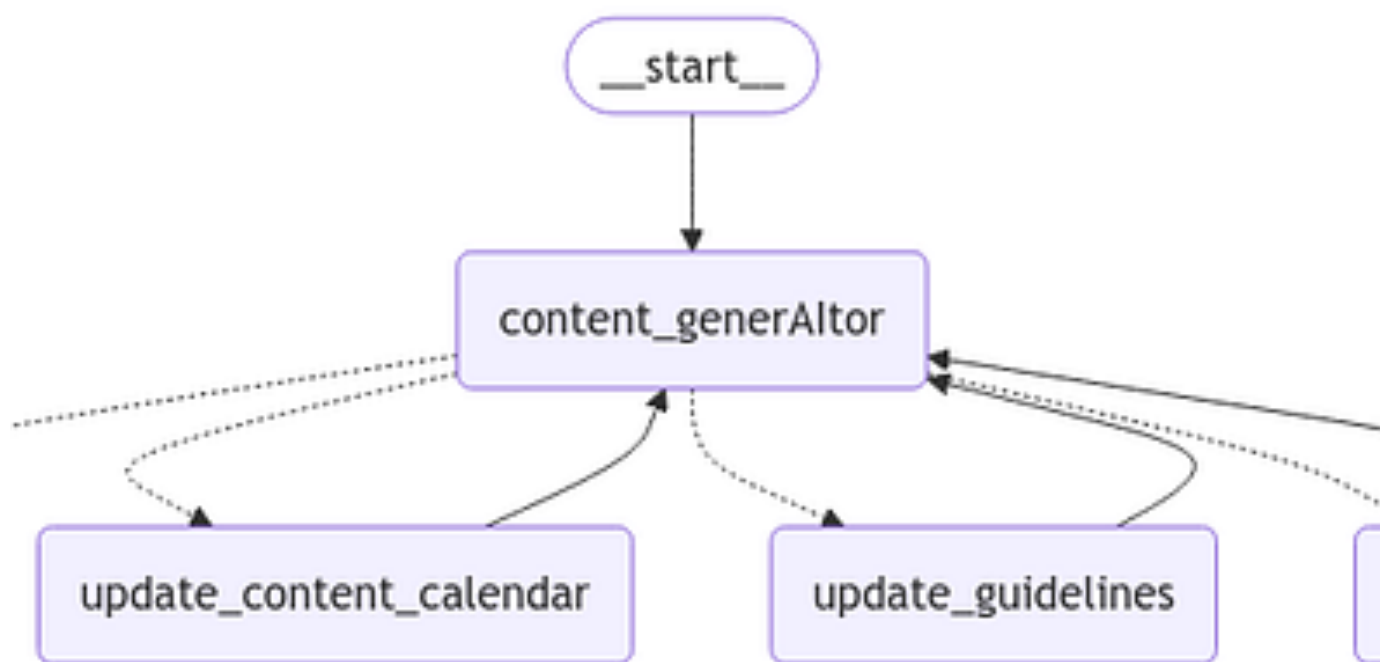 __start__
content_generAItor
update_content_calendar
update_guidelines